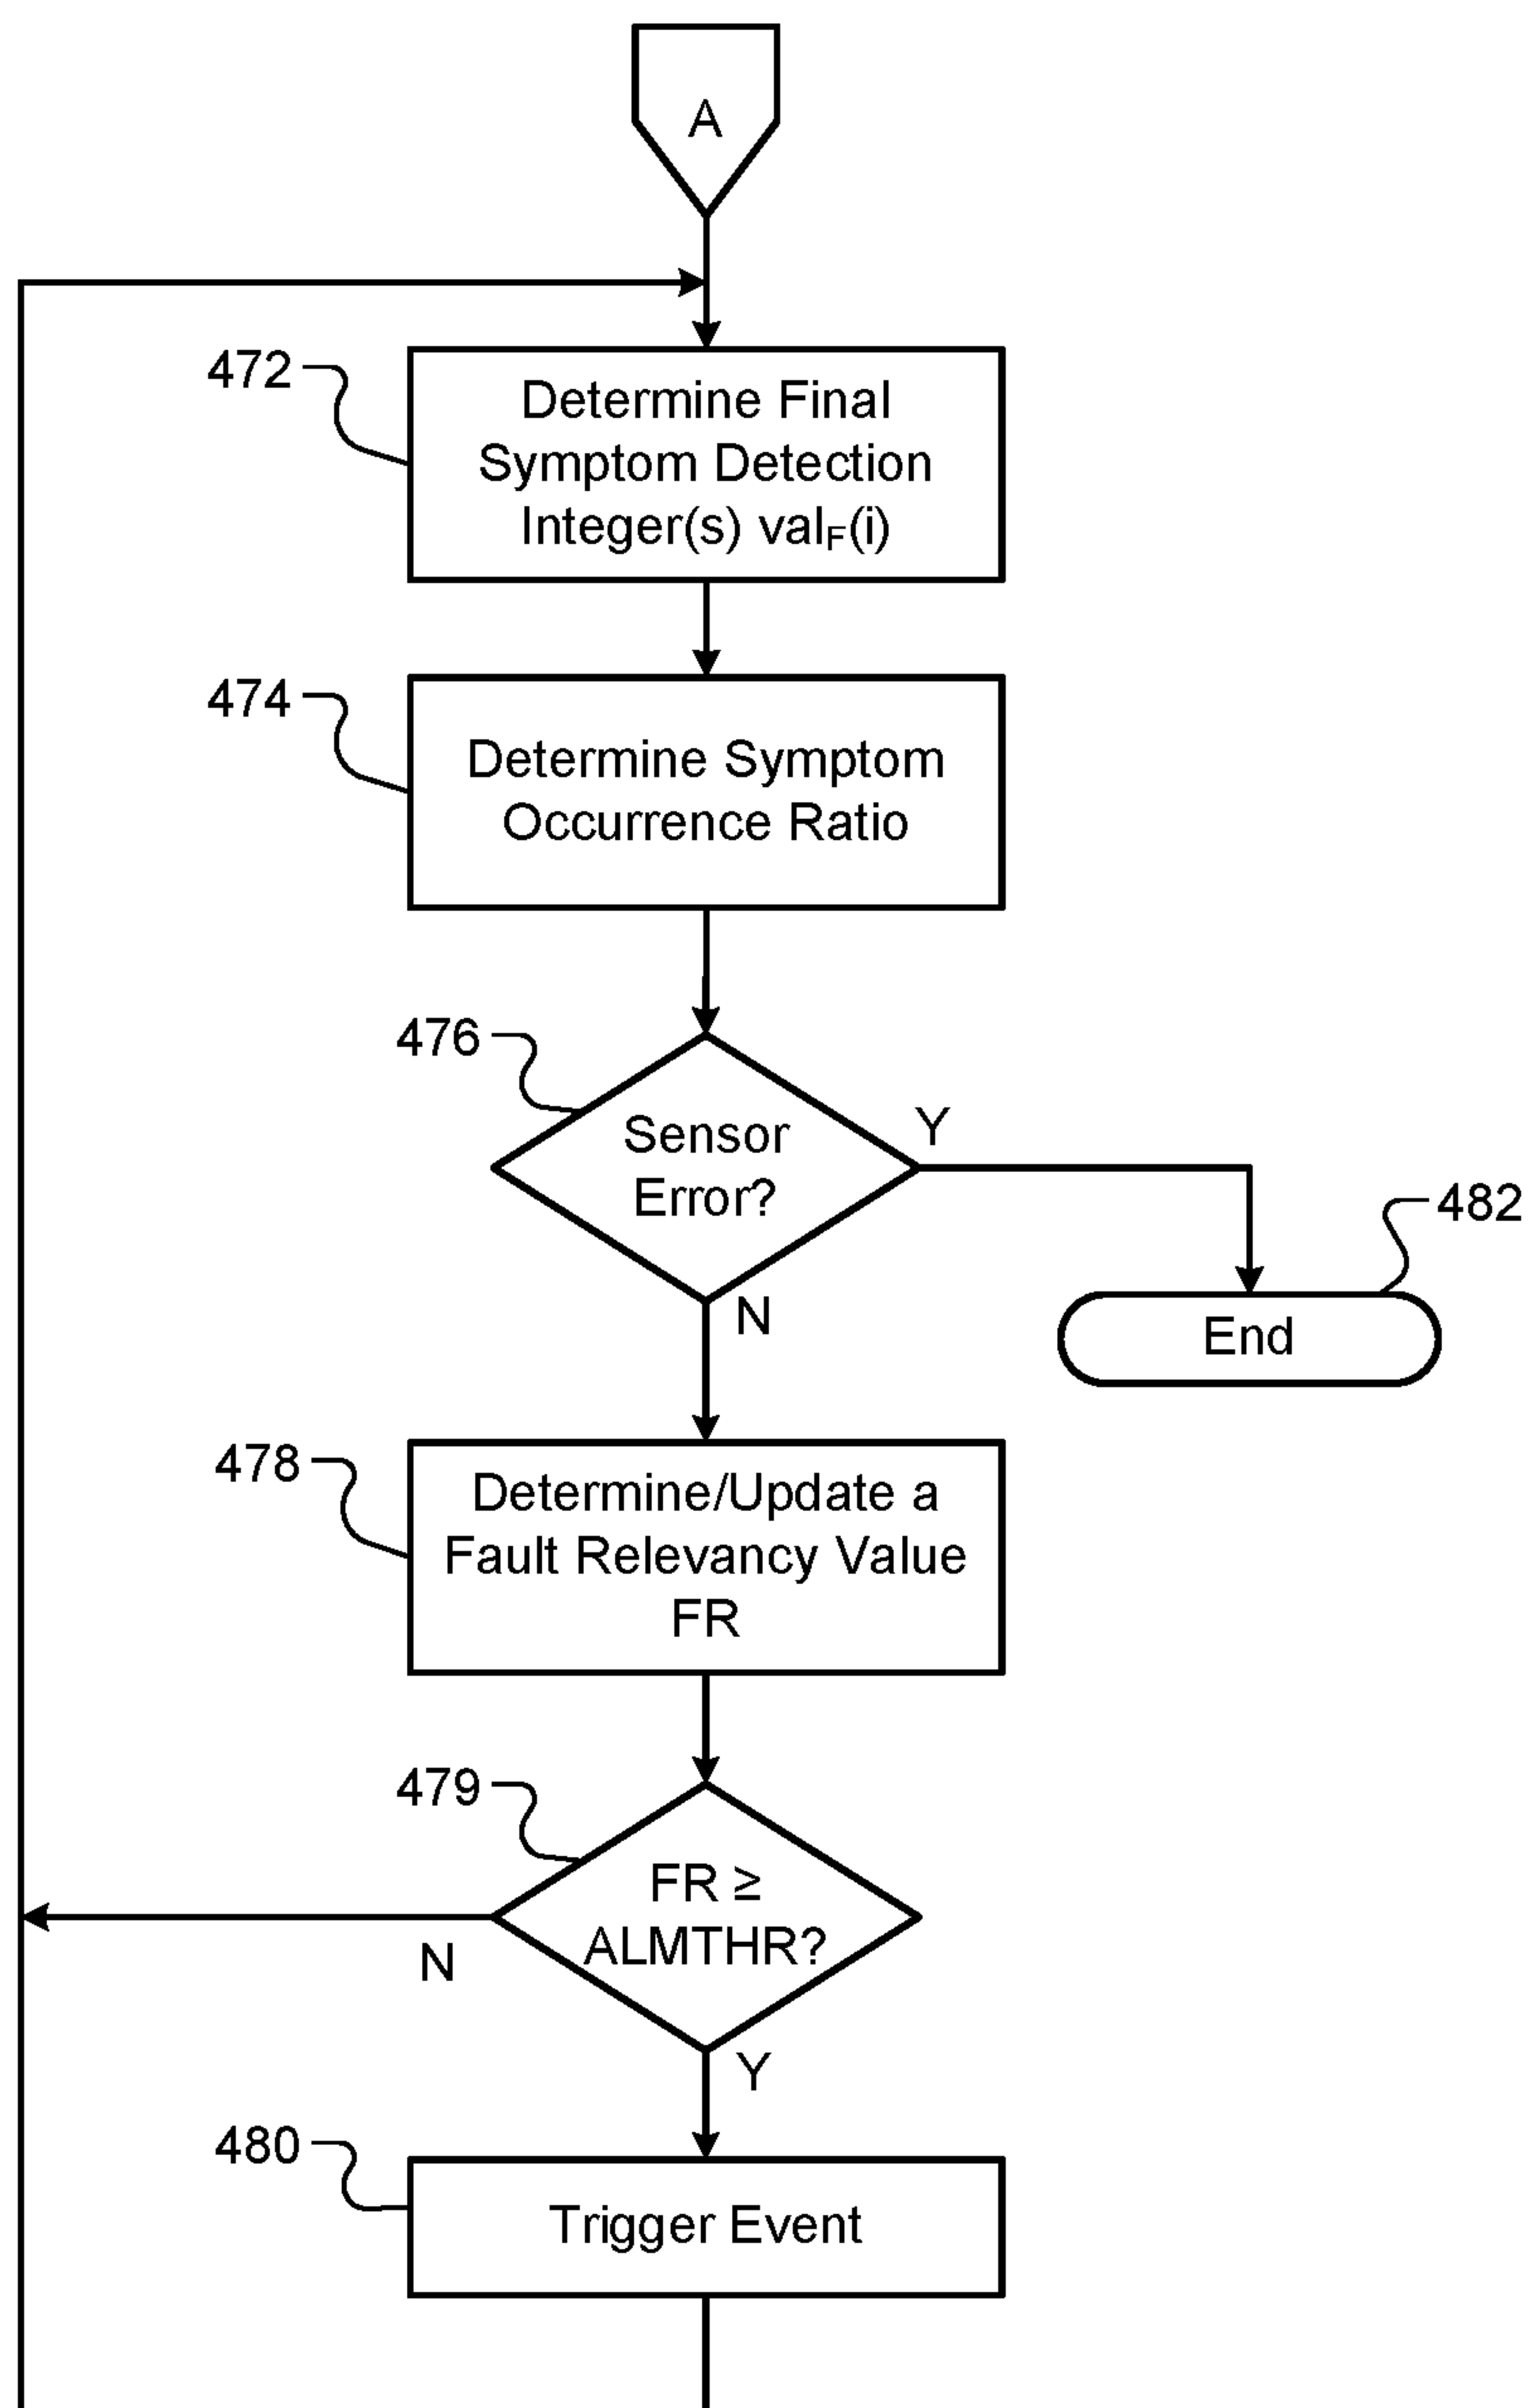 A
472
Determine Final
Symptom Detection
Integer(s) valF(i)
474
Determine Symptom
Occurrence Ratio
476
Sensor
Error?
Y
482
End
N
478
Determine/Update a
Fault Relevancy Value
FR
479
FR ≥
ALMTHR?
N
Y
480
Trigger Event